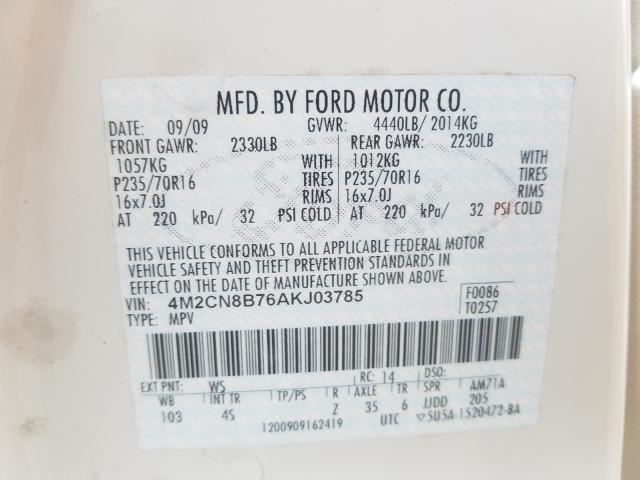 MFD. BY FORD MOTOR CO.
DATE: 09/09 GVWR: 4440LB/ 2014KG
FRONT GAWR: 2330LB REAR GAWR: 2230LB
1057KG WITH 1012KG WITH
P235/70R16 TIRES P235/70R16 TIRES
16x7.0J RIMS 16x7.0J RIMS
AT 220 kPa/ 32 PSI COLD AT 220 kPa/ 32 PSI COLD
THIS VEHICLE CONFORMS TO ALL APPLICABLE FEDERAL MOTOR
VEHICLE SAFETY AND THEFT PREVENTION STANDARDS IN
EFFECT ON THE DATE OF MANUFACTURE SHOWN ABOVE.
VIN: 4M2CN8B76AKJ03785 F0086
TYPE: MPV T0257
EXT PNT: WS RC: 14 DSO:
WB INT TR TP/PS R AXLE TR SPR AM71A
103 4S Z 35 6 JJDD 205
1200909162419 UTC ▽5U5A-1520472-BA